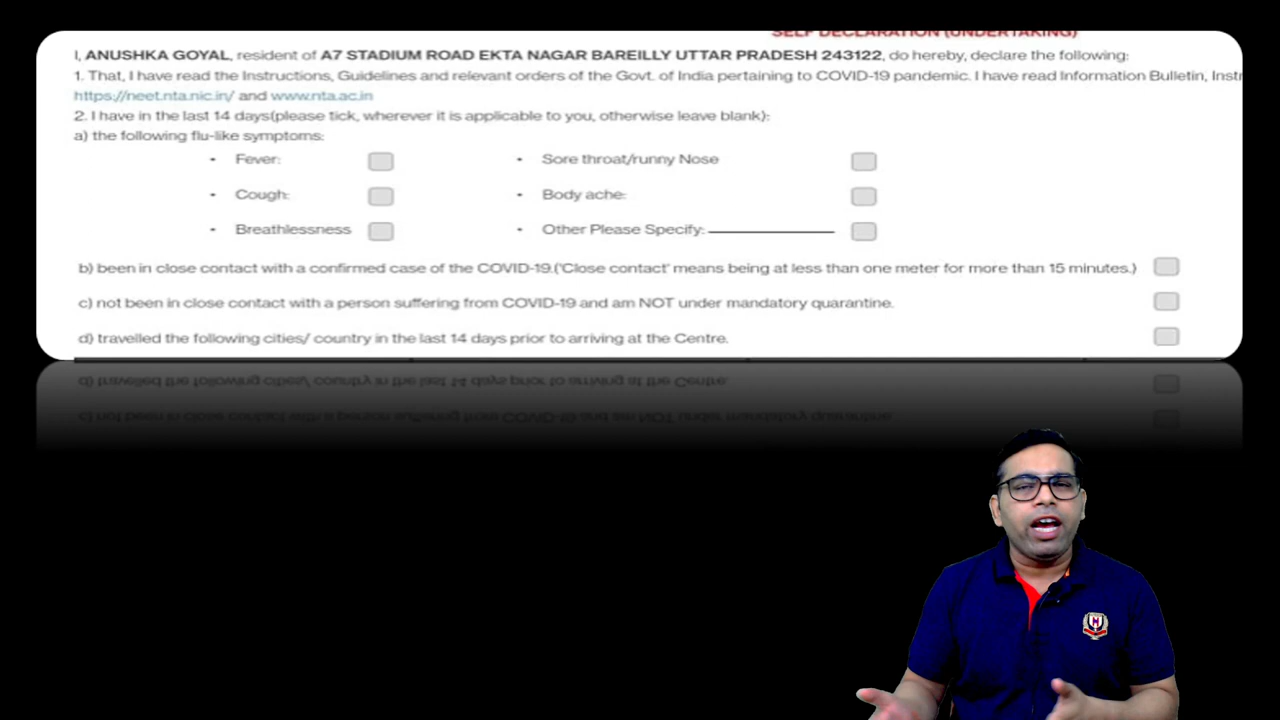 SELF DECLARATION (UNDERTAKING)
I, ANUSHKA GOYAL, resident of A7 STADIUM ROAD EKTA NAGAR BAREILLY UTTAR PRADESH 243122, do hereby, declare the following:
1. That, I have read the Instructions, Guidelines and relevant orders of the Govt. of India pertaining to COVID-19 pandemic. I have read Information Bulletin, Instr
https://neet.nta.nic.in/ and www.nta.ac.in
2. I have in the last 14 days(please tick, wherever it is applicable to you, otherwise leave blank):
a) the following flu-like symptoms:
• Fever: • Sore throat/runny Nose
• Cough: • Body ache:
• Breathlessness • Other Please Specify:
b) been in close contact with a confirmed case of the COVID-19.('Close contact' means being at less than one meter for more than 15 minutes.)
c) not been in close contact with a person suffering from COVID-19 and am NOT under mandatory quarantine.
d) travelled the following cities/ country in the last 14 days prior to arriving at the Centre.